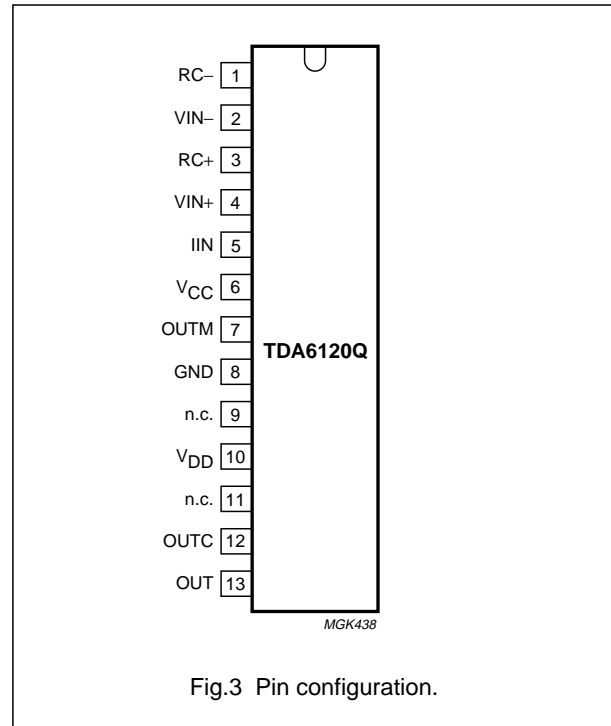 RC− 1
VIN− 2
RC+ 3
VIN+ 4
IIN 5
VCC 6
OUTM 7
TDA6120Q
GND 8
n.c. 9
VDD 10
n.c. 11
OUTC 12
OUT 13
MGK438
Fig.3 Pin configuration.